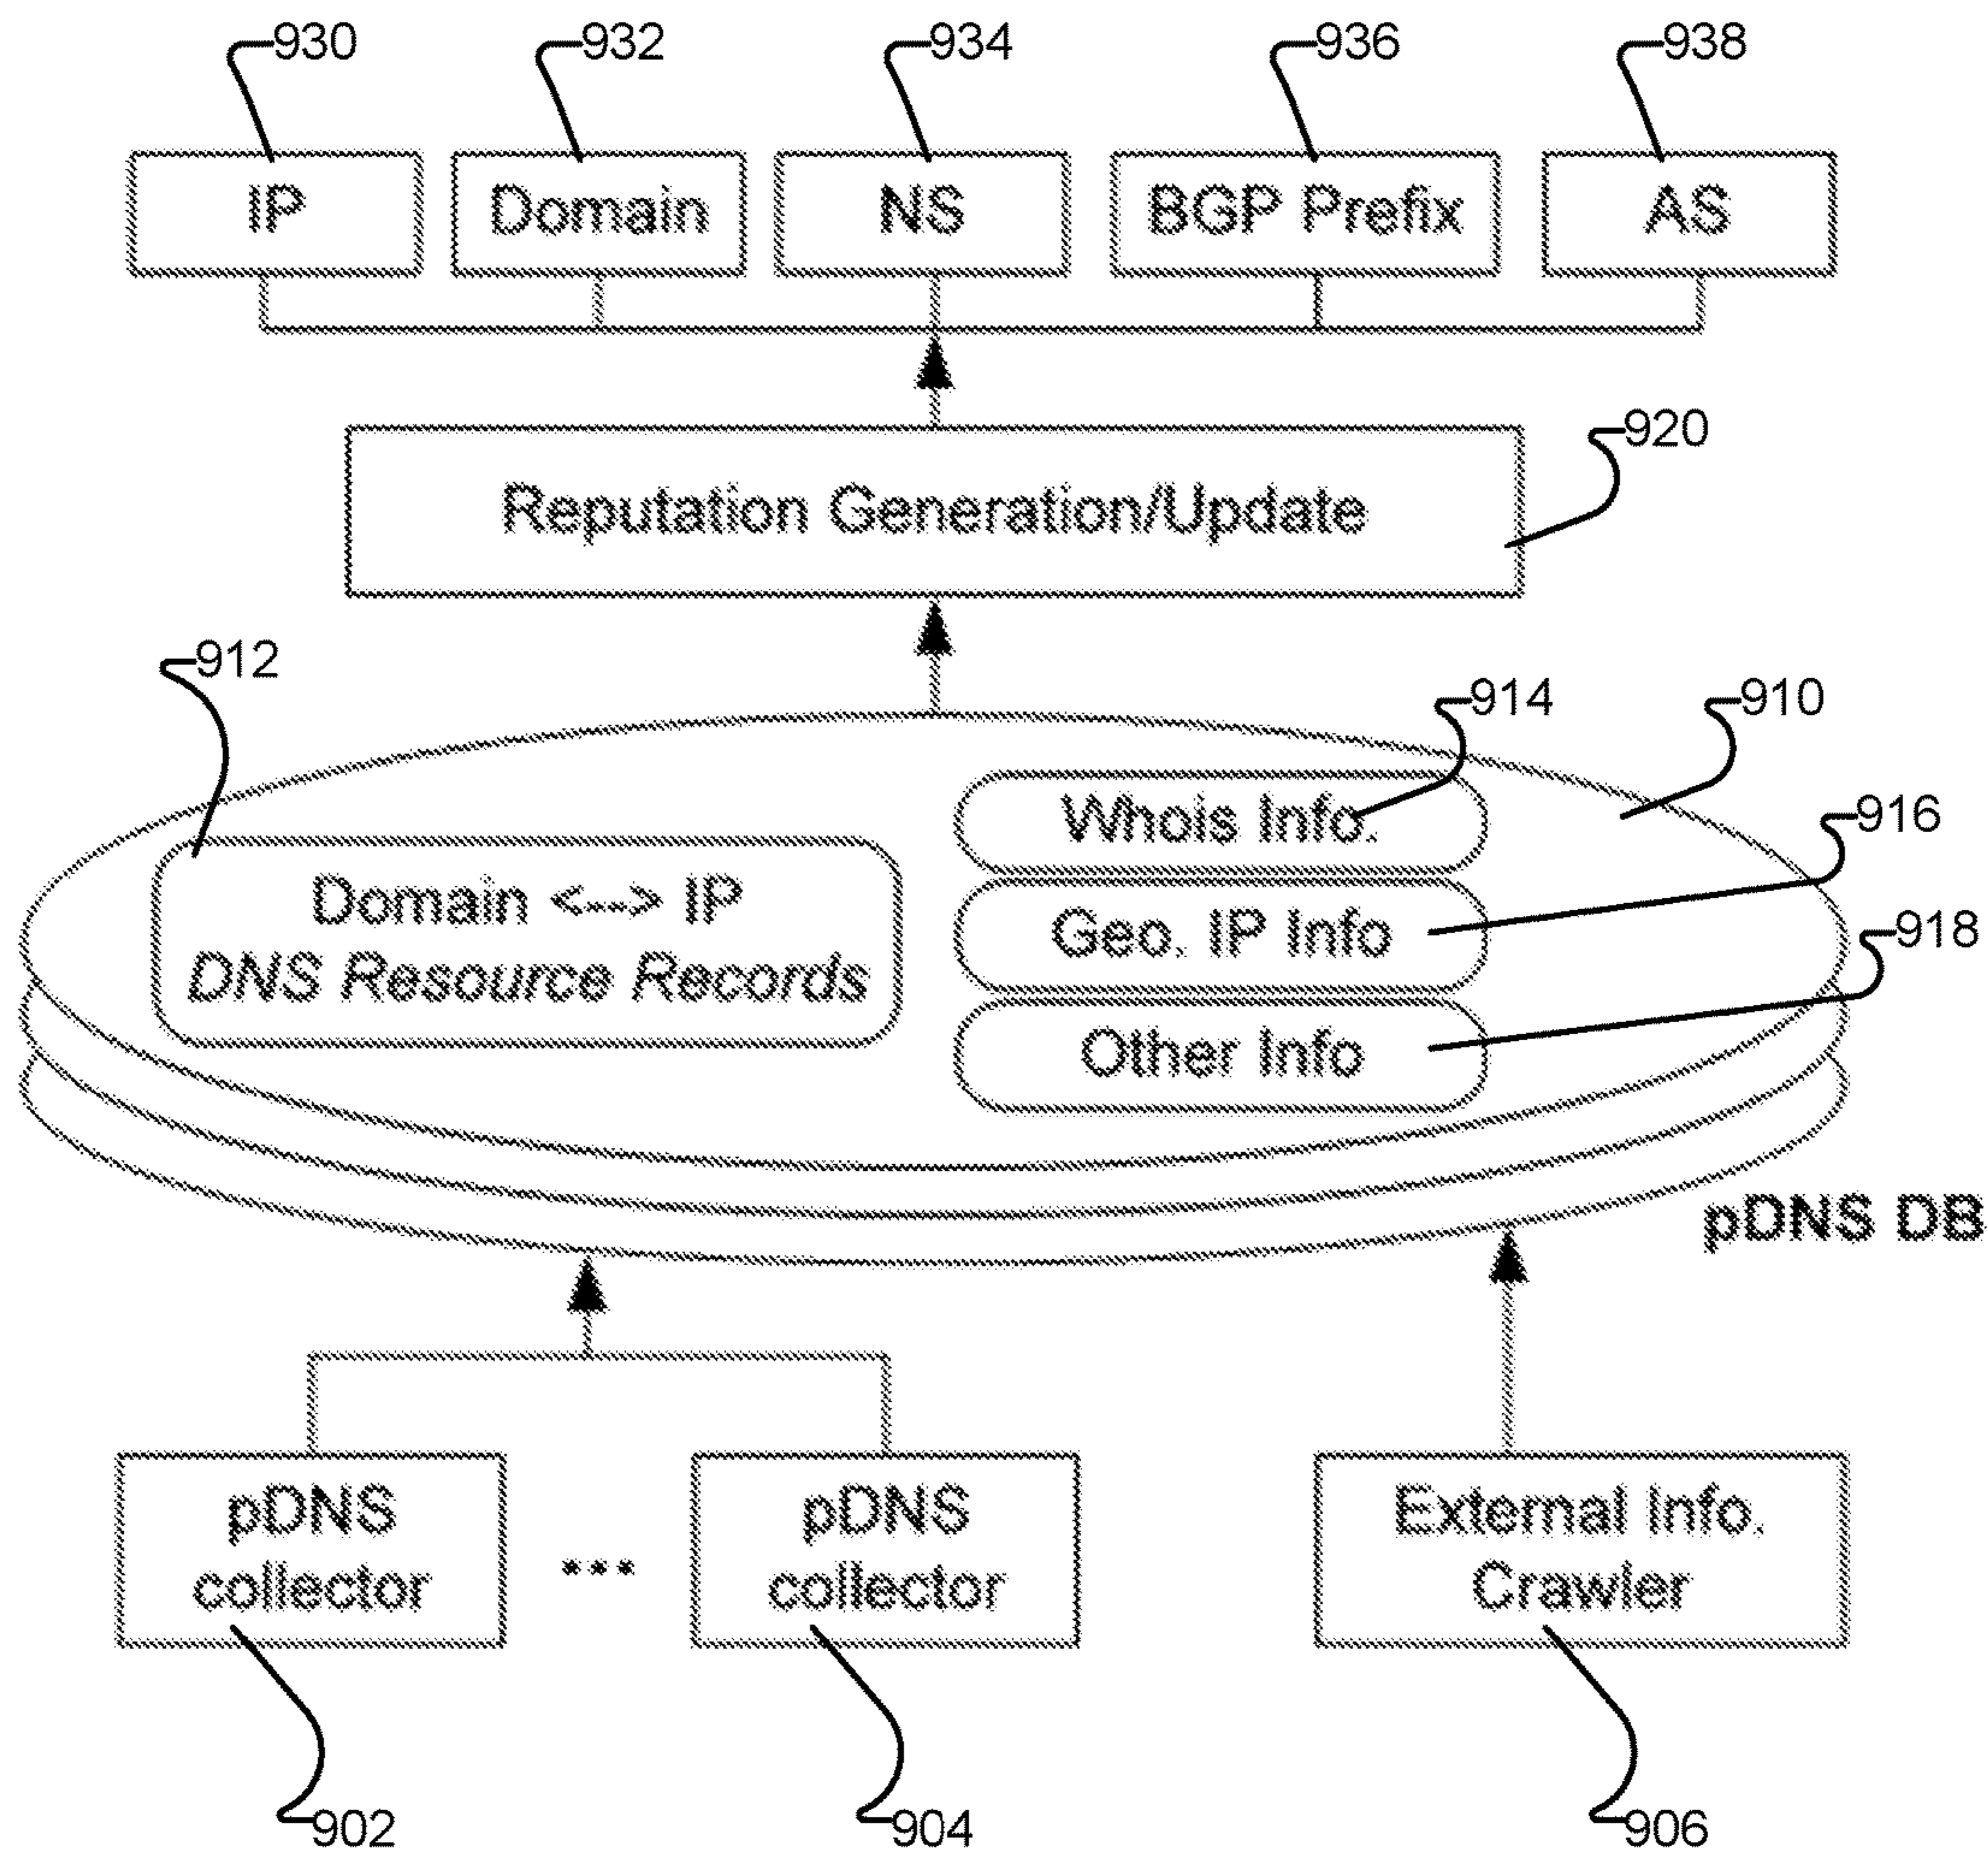 930 932 934 936 938
IP Domain NS BGP Prefix AS
920
Reputation Generation/Update
912
914 910
Whois Info.
916
Domain <---> IP
Geo. IP Info
918
DNS Resource Records
Other Info
pDNS DB
pDNS collector
... 
pDNS collector
External Info.
Crawler
902 904 906